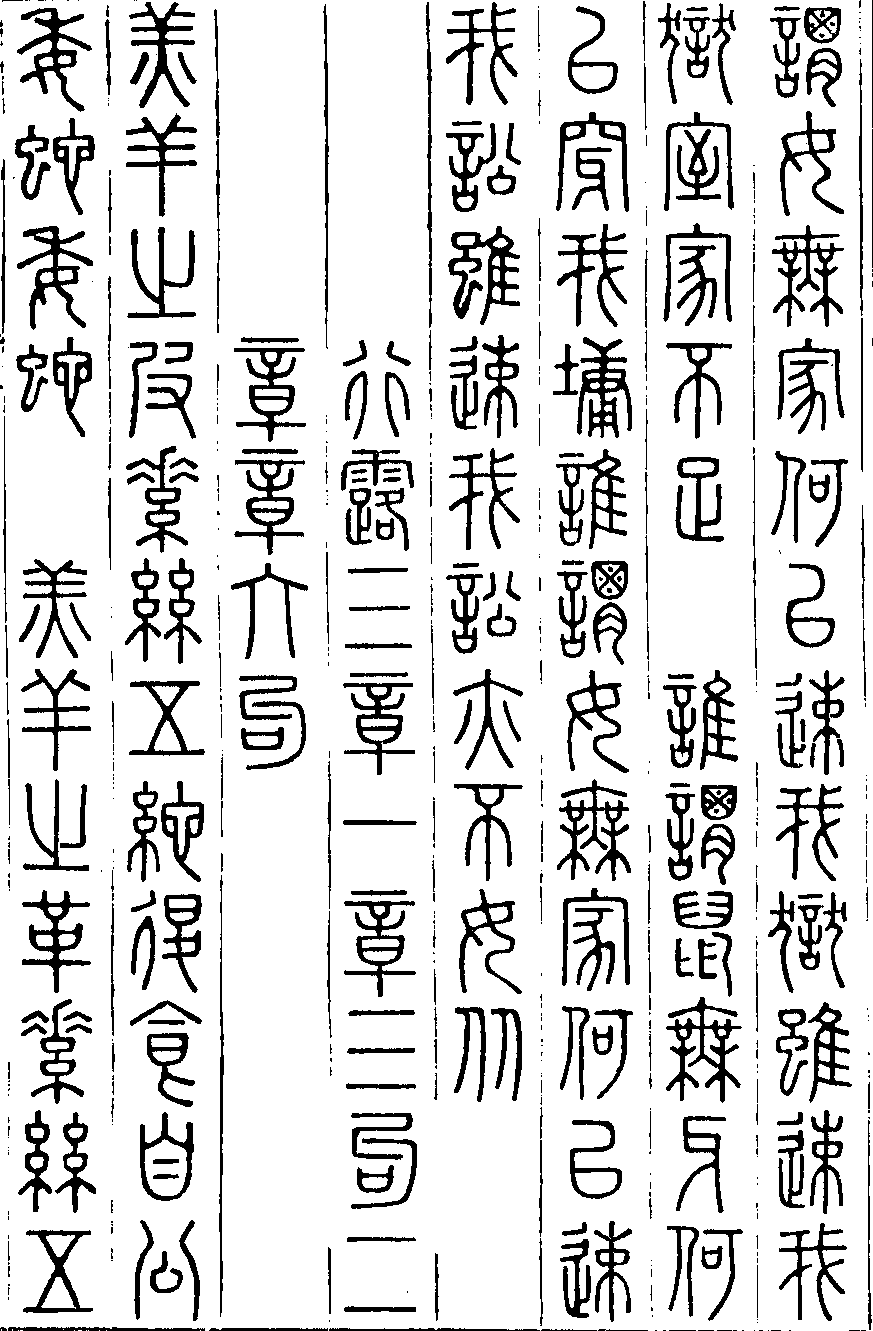 謂女無家何㠯速我獄雖速我
獄室家不足 誰謂鼠無牙何
㠯穿我墉誰謂女無家何㠯速
我訟雖速我訟亦不女从
行露三章一章三句二
章章六句
羔羊之皮素絲五紽退食自公
委蛇委蛇 羔羊之革素絲五